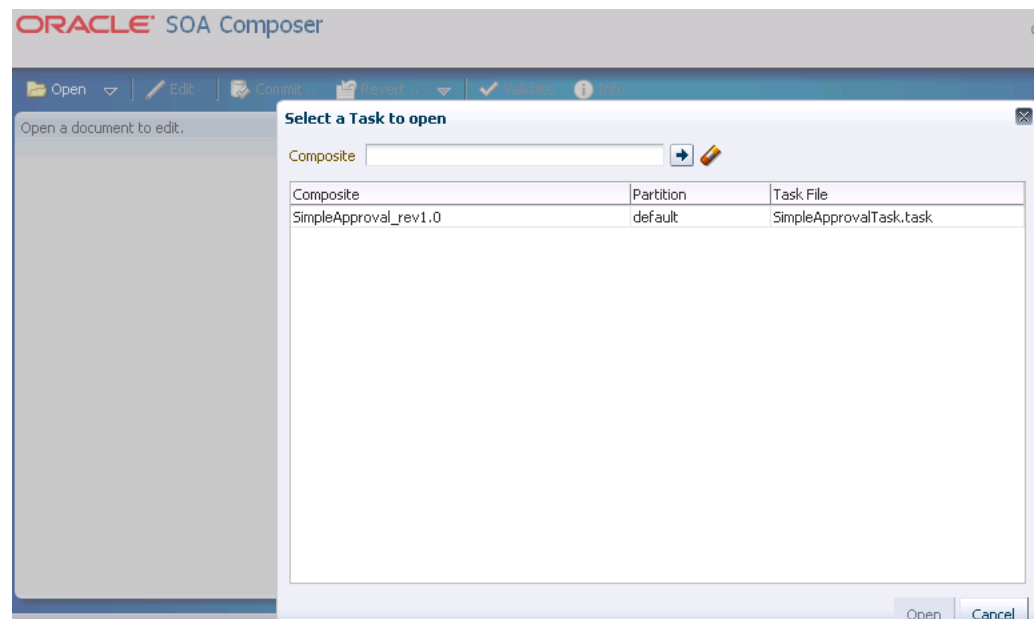 ORACLE SOA Composer
Open Edit Commit .. Revert .. Validate Info
Open a document to edit.
Select a Task to open
Composite
Composite Partition Task File
SimpleApproval_rev1.0 default SimpleApprovalTask.task
Open Cancel